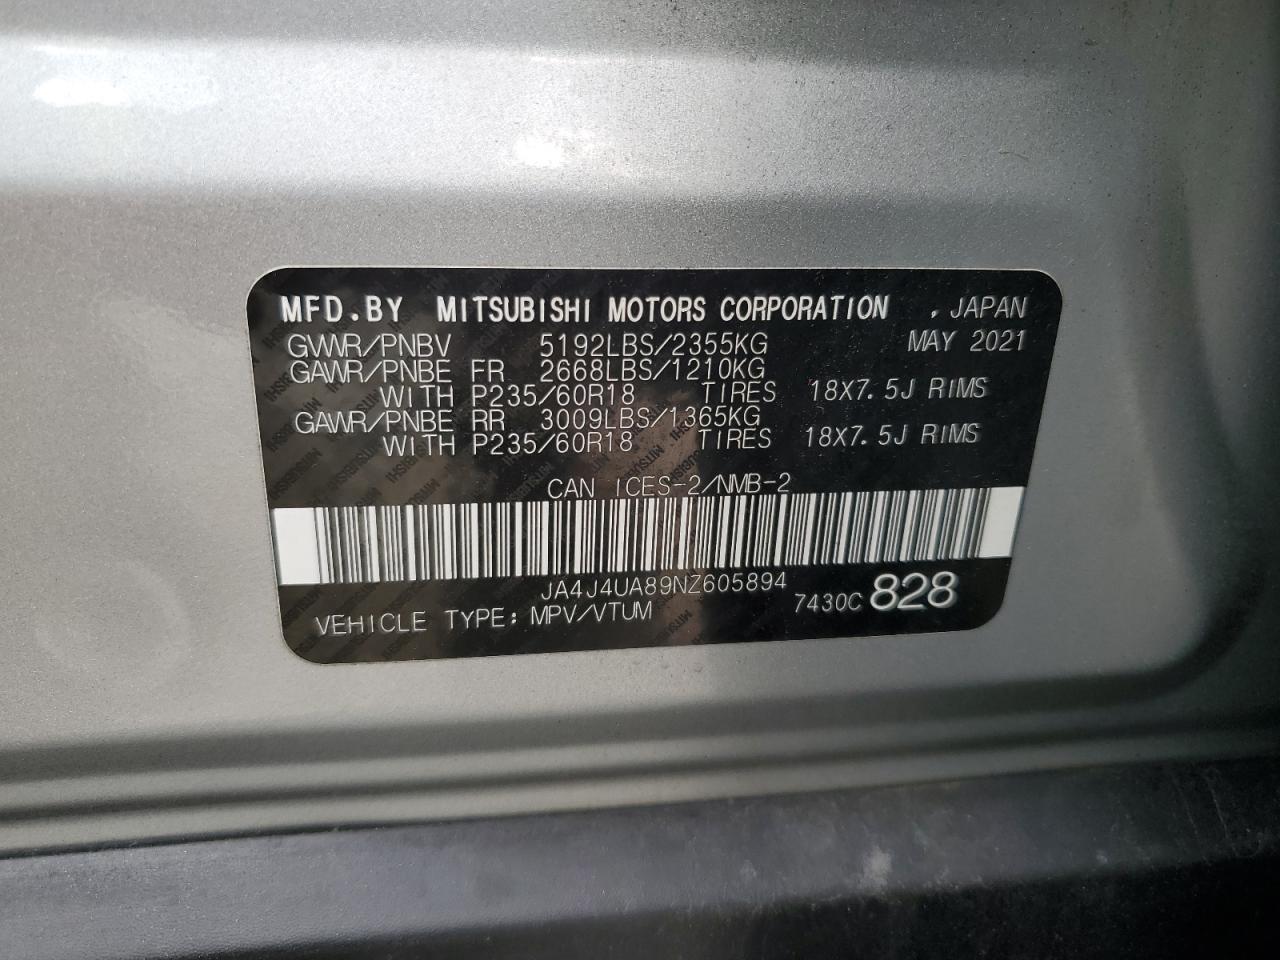 MFD.BY MITSUBISHI MOTORS CORPORATION , JAPAN
GVWR/PNBV 5192LBS/2355KG MAY 2021
GAWR/PNBE FR 2668LBS/1210KG
WITH P235/60R18 TIRES 18X7.5J RIMS
GAWR/PNBE RR 3009LBS/1365KG
WITH P235/60R18 TIRES 18X7.5J RIMS
CAN ICES-2/NMB-2
JA4J4UA89NZ605894
VEHICLE TYPE: MPV/VTUM 7430C 828